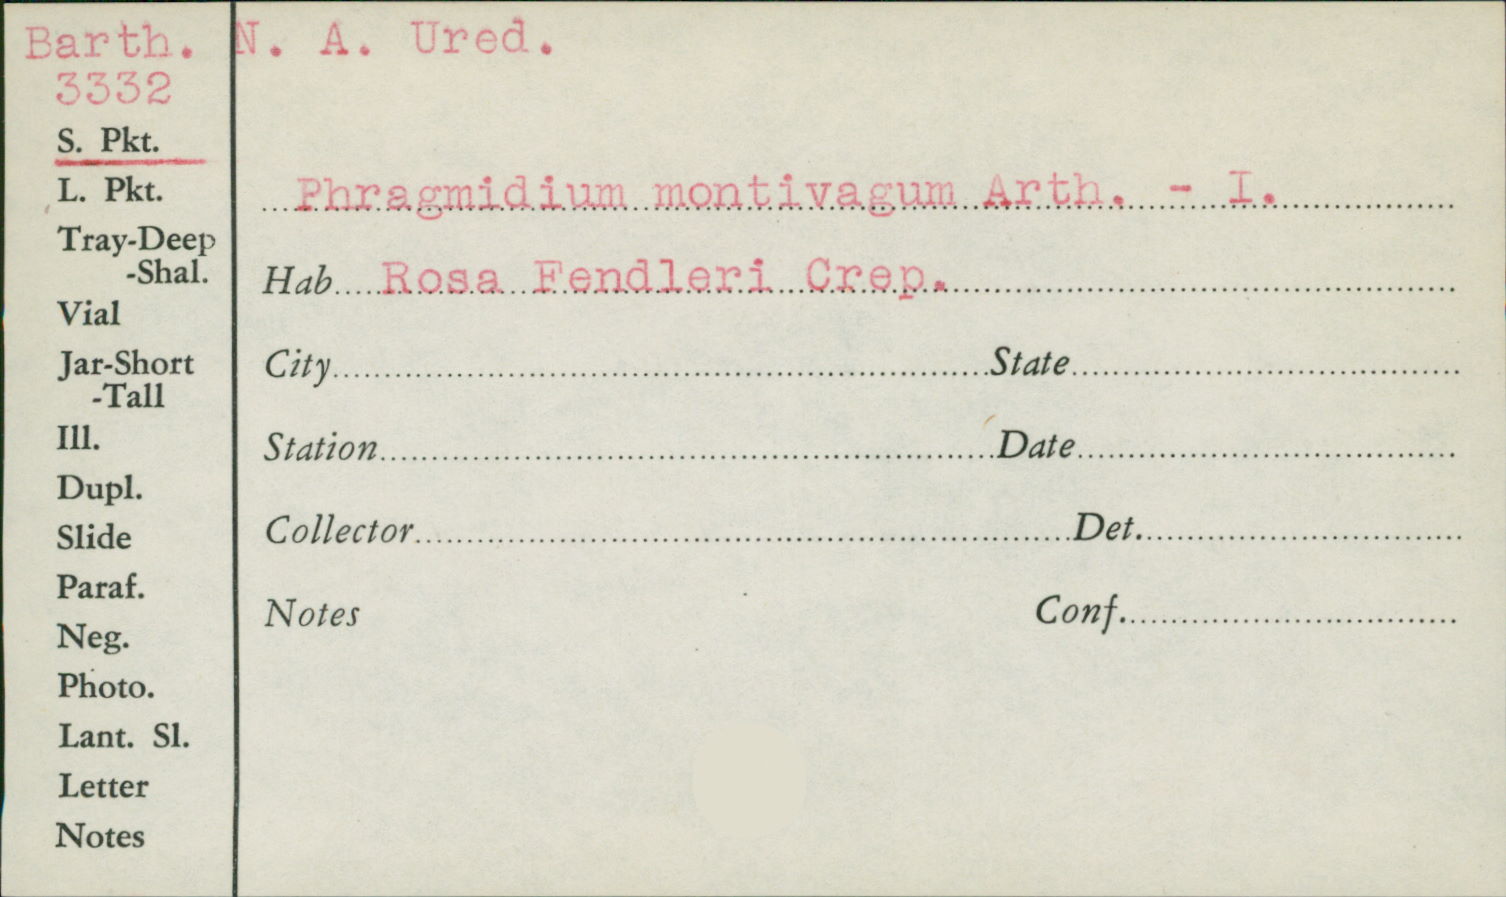 Barth. N. A. Ured.
3332
S. Pkt.
L. Pkt.
Tray-Deep
-Shal.
Vial
Jar-Short
-Tall
Ill.
Dupl.
Slide
Paraf.
Neg.
Photo.
Lant. Sl.
Letter
Notes
Phragmidium montivagum Arth. - I.
Hab Rosa Fendleri Crep.
City State
Station Date
Collector Det.
Notes Conf.